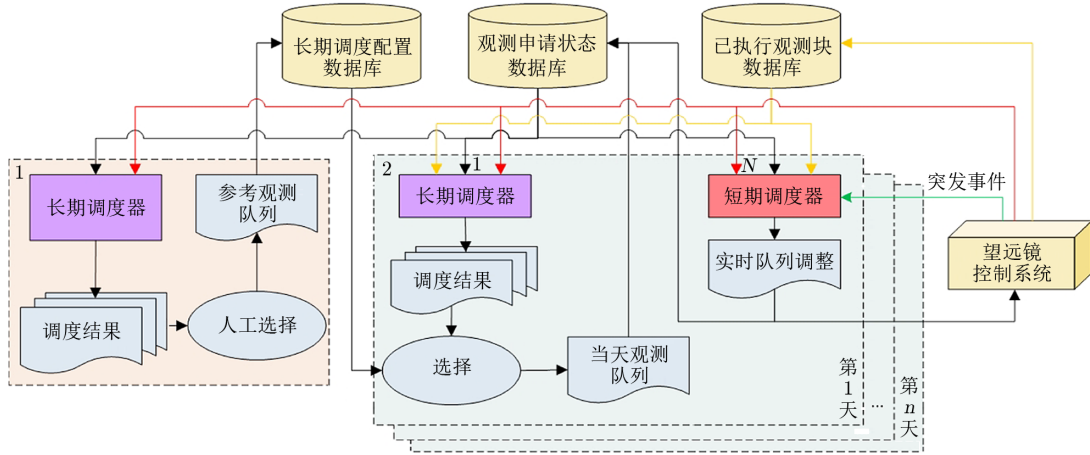 长期调度配置
数据库
观测申请状态
数据库
已执行观测块
数据库
1
长期调度器
参考观测
队列
调度结果
人工选择
2
1
长期调度器
调度结果
选择
当天观测
队列
N
短期调度器
实时队列调整
第
1
天
...
第
n
天
突发事件
望远镜
控制系统